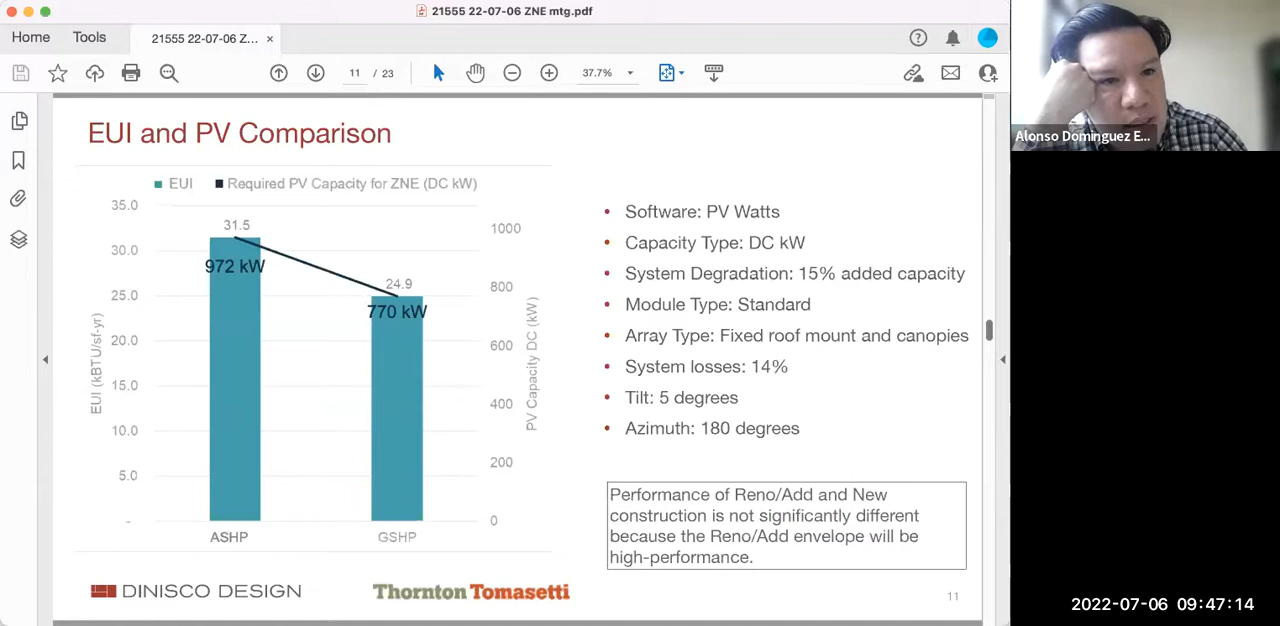 21555 22-07-06 ZNE mtg.pdf
Home Tools 21555 22-07-06 Z... ×
11 / 23 37.7%
EUI and PV Comparison
EUI Required PV Capacity for ZNE (DC kW)
35.0
30.0
25.0
20.0
15.0
10.0
5.0
-
EUI (kBTU/sf-yr)
31.5
972 kW
24.9
770 kW
ASHP
GSHP
1000
800
600
400
200
0
PV Capacity DC (kW)
• Software: PV Watts
• Capacity Type: DC kW
• System Degradation: 15% added capacity
• Module Type: Standard
• Array Type: Fixed roof mount and canopies
• System losses: 14%
• Tilt: 5 degrees
• Azimuth: 180 degrees
Performance of Reno/Add and New
construction is not significantly different
because the Reno/Add envelope will be
high-performance.
DINISCO DESIGN
Thornton Tomasetti
11
Alonso Dominguez E...
2022-07-06 09:47:14